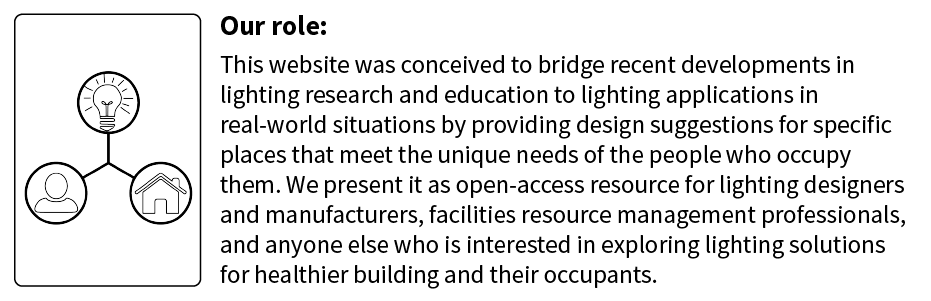 Our role:
This website was conceived to bridge recent developments in
lighting research and education to lighting applications in
real-world situations by providing design suggestions for specific
places that meet the unique needs of the people who occupy
them. We present it as open-access resource for lighting designers
and manufacturers, facilities resource management professionals,
and anyone else who is interested in exploring lighting solutions
for healthier building and their occupants.